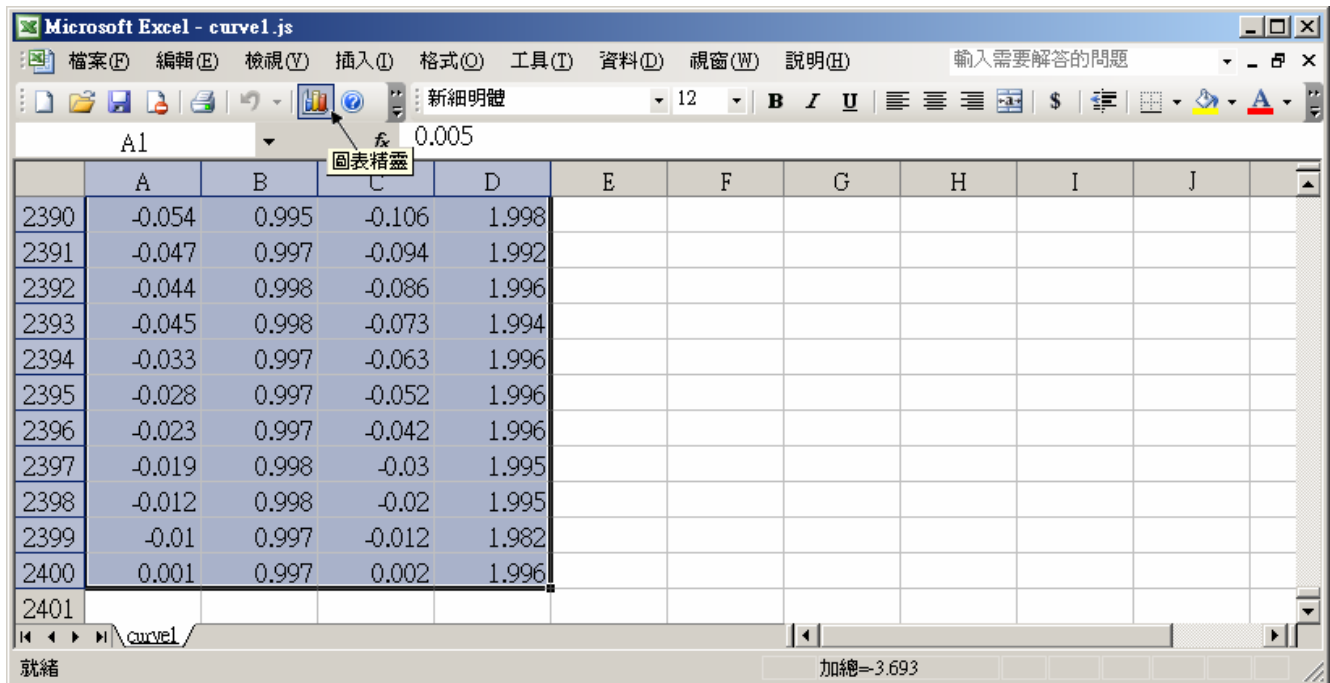 Microsoft Excel - curve1.js
檔案(F) 編輯(E) 檢視(V) 插入(I) 格式(O) 工具(T) 資料(D) 視窗(W) 說明(H) 輸入需要解答的問題
新細明體 12 B I U $ A
A1 fx 0.005
圖表精靈
A B C D E F G H I J
2390 -0.054 0.995 -0.106 1.998
2391 -0.047 0.997 -0.094 1.992
2392 -0.044 0.998 -0.086 1.996
2393 -0.045 0.998 -0.073 1.994
2394 -0.033 0.997 -0.063 1.996
2395 -0.028 0.997 -0.052 1.996
2396 -0.023 0.997 -0.042 1.996
2397 -0.019 0.998 -0.03 1.995
2398 -0.012 0.998 -0.02 1.995
2399 -0.01 0.997 -0.012 1.982
2400 0.001 0.997 0.002 1.996
2401
curve1
就緒 加總=-3.693